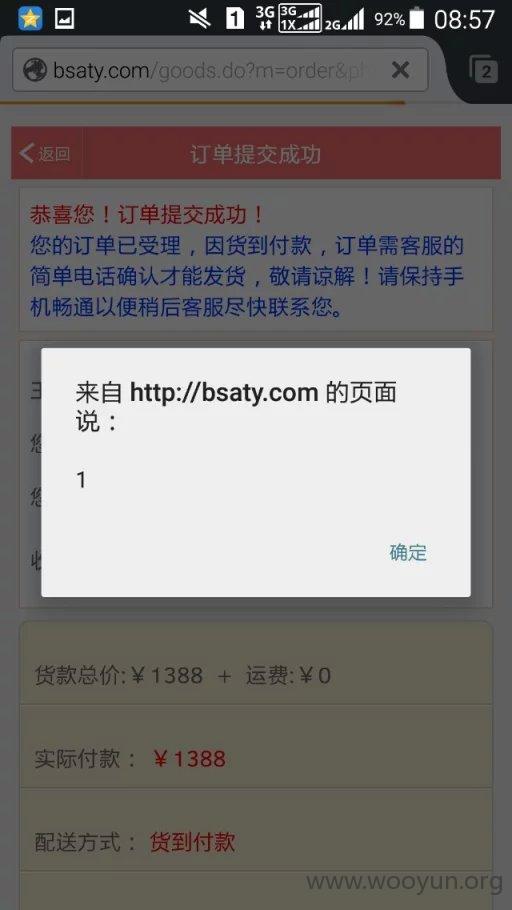 1
3G
3G
1X
2G
92%
08:57
bsaty.com/goods.do?m=order&ph
2
返回
订单提交成功
恭喜您！订单提交成功！
您的订单已受理，因货到付款，订单需客服的
简单电话确认才能发货，敬请谅解！请保持手
机畅通以便稍后客服尽快联系您。
来自 http://bsaty.com 的页面
说：
1
确定
货款总价:￥1388 + 运费:￥0
实际付款：￥1388
配送方式：货到付款
www.wooyun.org